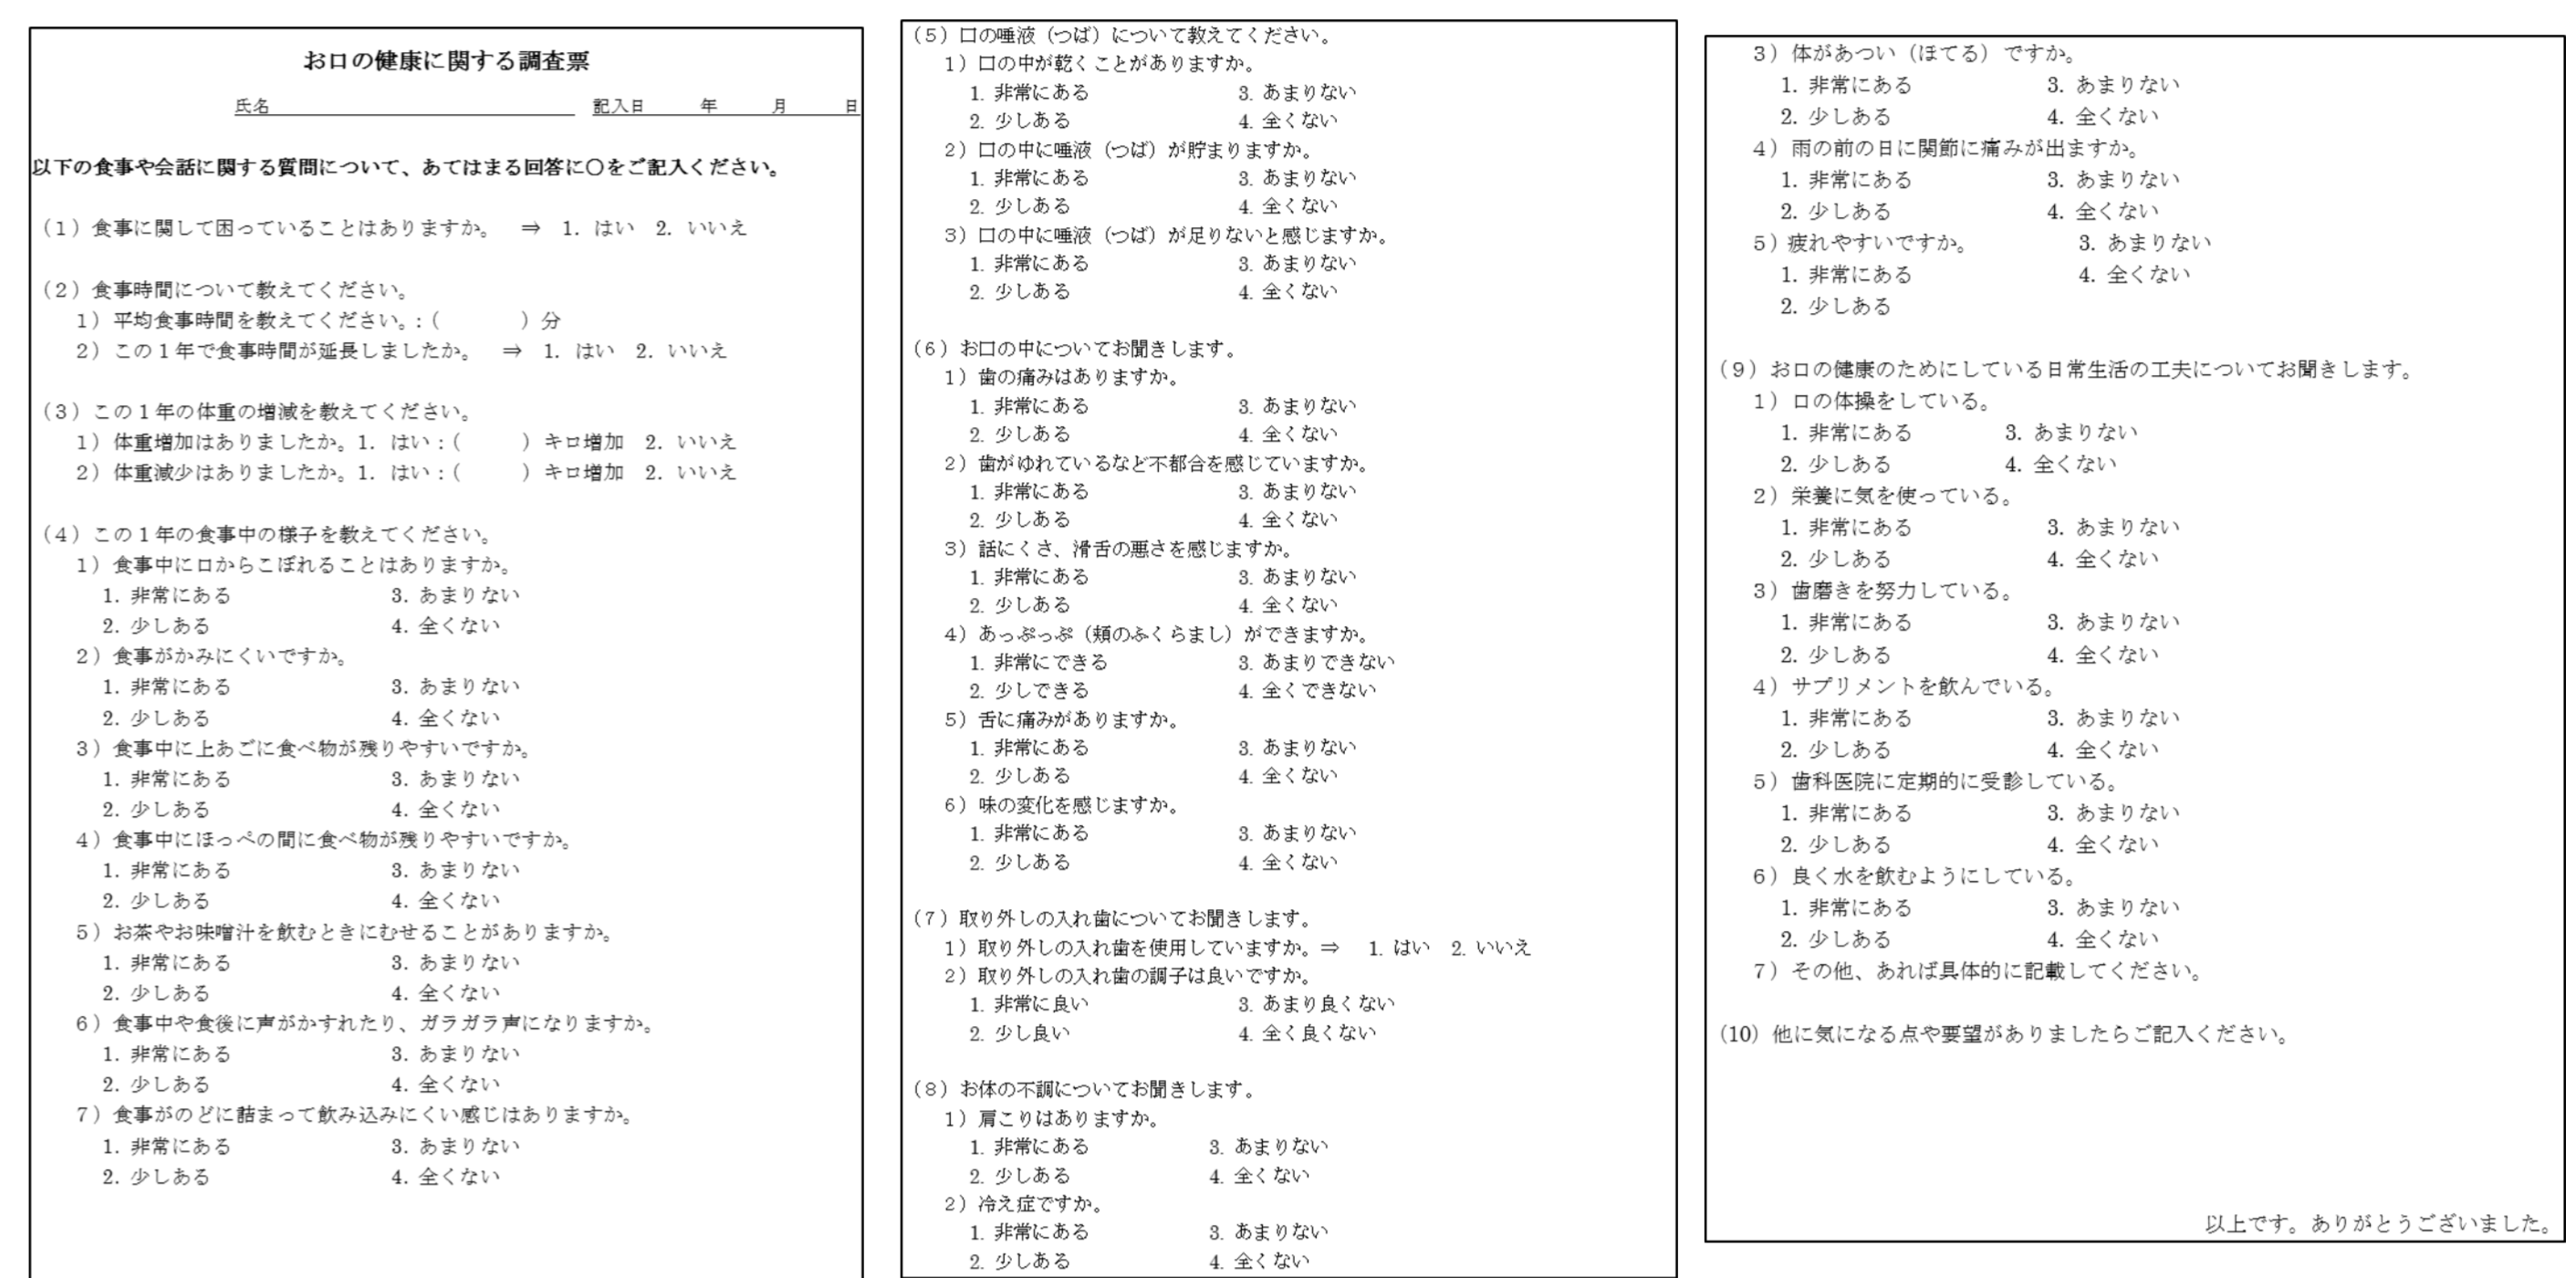 お口の健康に関する調査票
氏名 記入日 年 月 日
以下の食事や会話に関する質問について、あてはまる回答に○をご記入ください。
（1）食事に関して困っていることはありますか。 ⇒ 1. はい 2. いいえ
（2）食事時間について教えてください。
1）平均食事時間を教えてください。:（ ）分
2）この１年で食事時間が延長しましたか。 ⇒ 1. はい 2. いいえ
（3）この１年の体重の増減を教えてください。
1）体重増加はありましたか。1. はい：（ ）キロ増加 2. いいえ
2）体重減少はありましたか。1. はい：（ ）キロ増加 2. いいえ
（4）この１年の食事中の様子を教えてください。
1）食事中に口からこぼれることはありますか。
1. 非常にある 3. あまりない
2. 少しある 4. 全くない
2）食事がかみにくいですか。
1. 非常にある 3. あまりない
2. 少しある 4. 全くない
3）食事中に上あごに食べ物が残りやすいですか。
1. 非常にある 3. あまりない
2. 少しある 4. 全くない
4）食事中にほっぺの間に食べ物が残りやすいですか。
1. 非常にある 3. あまりない
2. 少しある 4. 全くない
5）お茶やお味噌汁を飲むときにむせることがありますか。
1. 非常にある 3. あまりない
2. 少しある 4. 全くない
6）食事中や食後に声がかすれたり、ガラガラ声になりますか。
1. 非常にある 3. あまりない
2. 少しある 4. 全くない
7）食事がのどに詰まって飲み込みにくい感じはありますか。
1. 非常にある 3. あまりない
2. 少しある 4. 全くない
（5）口の唾液（つば）について教えてください。
1）口の中が乾くことがありますか。
1. 非常にある 3. あまりない
2. 少しある 4. 全くない
2）口の中に唾液（つば）が貯まりますか。
1. 非常にある 3. あまりない
2. 少しある 4. 全くない
3）口の中に唾液（つば）が足りないと感じますか。
1. 非常にある 3. あまりない
2. 少しある 4. 全くない
（6）お口の中についてお聞きします。
1）歯の痛みはありますか。
1. 非常にある 3. あまりない
2. 少しある 4. 全くない
2）歯がゆれているなど不都合を感じていますか。
1. 非常にある 3. あまりない
2. 少しある 4. 全くない
3）話にくさ、滑舌の悪さを感じますか。
1. 非常にある 3. あまりない
2. 少しある 4. 全くない
4）あっぷっぷ（頬のふくらまし）ができますか。
1. 非常にできる 3. あまりできない
2. 少しできる 4. 全くできない
5）舌に痛みがありますか。
1. 非常にある 3. あまりない
2. 少しある 4. 全くない
6）味の変化を感じますか。
1. 非常にある 3. あまりない
2. 少しある 4. 全くない
（7）取り外しの入れ歯についてお聞きします。
1）取り外しの入れ歯を使用していますか。⇒ 1. はい 2. いいえ
2）取り外しの入れ歯の調子は良いですか。
1. 非常に良い 3. あまり良くない
2. 少し良い 4. 全く良くない
（8）お体の不調についてお聞きします。
1）肩こりはありますか。
1. 非常にある 3. あまりない
2. 少しある 4. 全くない
2）冷え症ですか。
1. 非常にある 3. あまりない
2. 少しある 4. 全くない
3）体があつい（ほてる）ですか。
1. 非常にある 3. あまりない
2. 少しある 4. 全くない
4）雨の前の日に関節に痛みが出ますか。
1. 非常にある 3. あまりない
2. 少しある 4. 全くない
5）疲れやすいですか。 3. あまりない
1. 非常にある 4. 全くない
2. 少しある
（9）お口の健康のためにしている日常生活の工夫についてお聞きします。
1）口の体操をしている。
1. 非常にある 3. あまりない
2. 少しある 4. 全くない
2）栄養に気を使っている。
1. 非常にある 3. あまりない
2. 少しある 4. 全くない
3）歯磨きを努力している。
1. 非常にある 3. あまりない
2. 少しある 4. 全くない
4）サプリメントを飲んでいる。
1. 非常にある 3. あまりない
2. 少しある 4. 全くない
5）歯科医院に定期的に受診している。
1. 非常にある 3. あまりない
2. 少しある 4. 全くない
6）良く水を飲むようにしている。
1. 非常にある 3. あまりない
2. 少しある 4. 全くない
7）その他、あれば具体的に記載してください。
（10）他に気になる点や要望がありましたらご記入ください。
以上です。ありがとうございました。